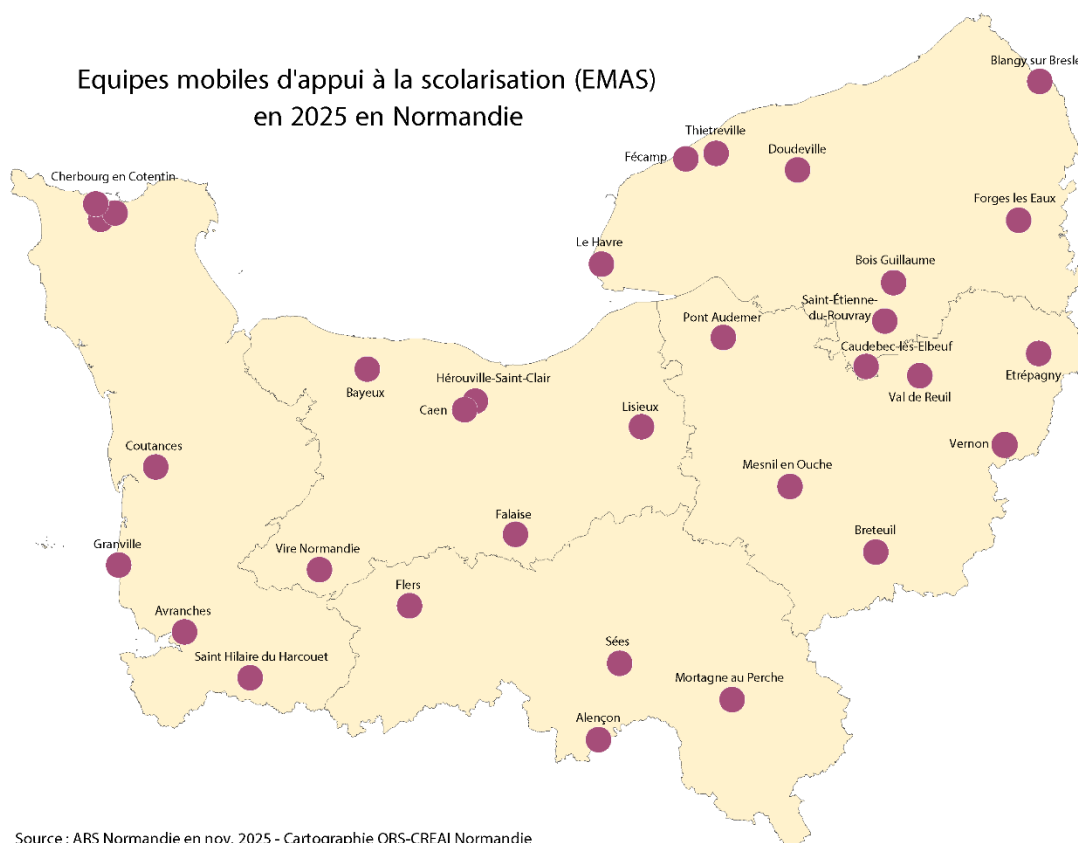 Equipes mobiles d'appui à la scolarisation (EMAS)
en 2025 en Normandie
Blangy sur Bresle
Thietreville
Fécamp
Doudeville
Cherbourg en Cotentin
Forges les Eaux
Le Havre
Bois Guillaume
Saint-Étienne-
du-Rouvray
Pont Audemer
Caudebec-lès-Elbeuf
Etrépagny
Val de Reuil
Bayeux
Hérouville-Saint-Clair
Caen
Lisieux
Vernon
Coutances
Mesnil en Ouche
Falaise
Breteuil
Granville
Vire Normandie
Flers
Avranches
Sées
Saint Hilaire du Harcouet
Mortagne au Perche
Alençon
Source : ARS Normandie en nov. 2025 - Cartographie ORS-CREAI Normandie